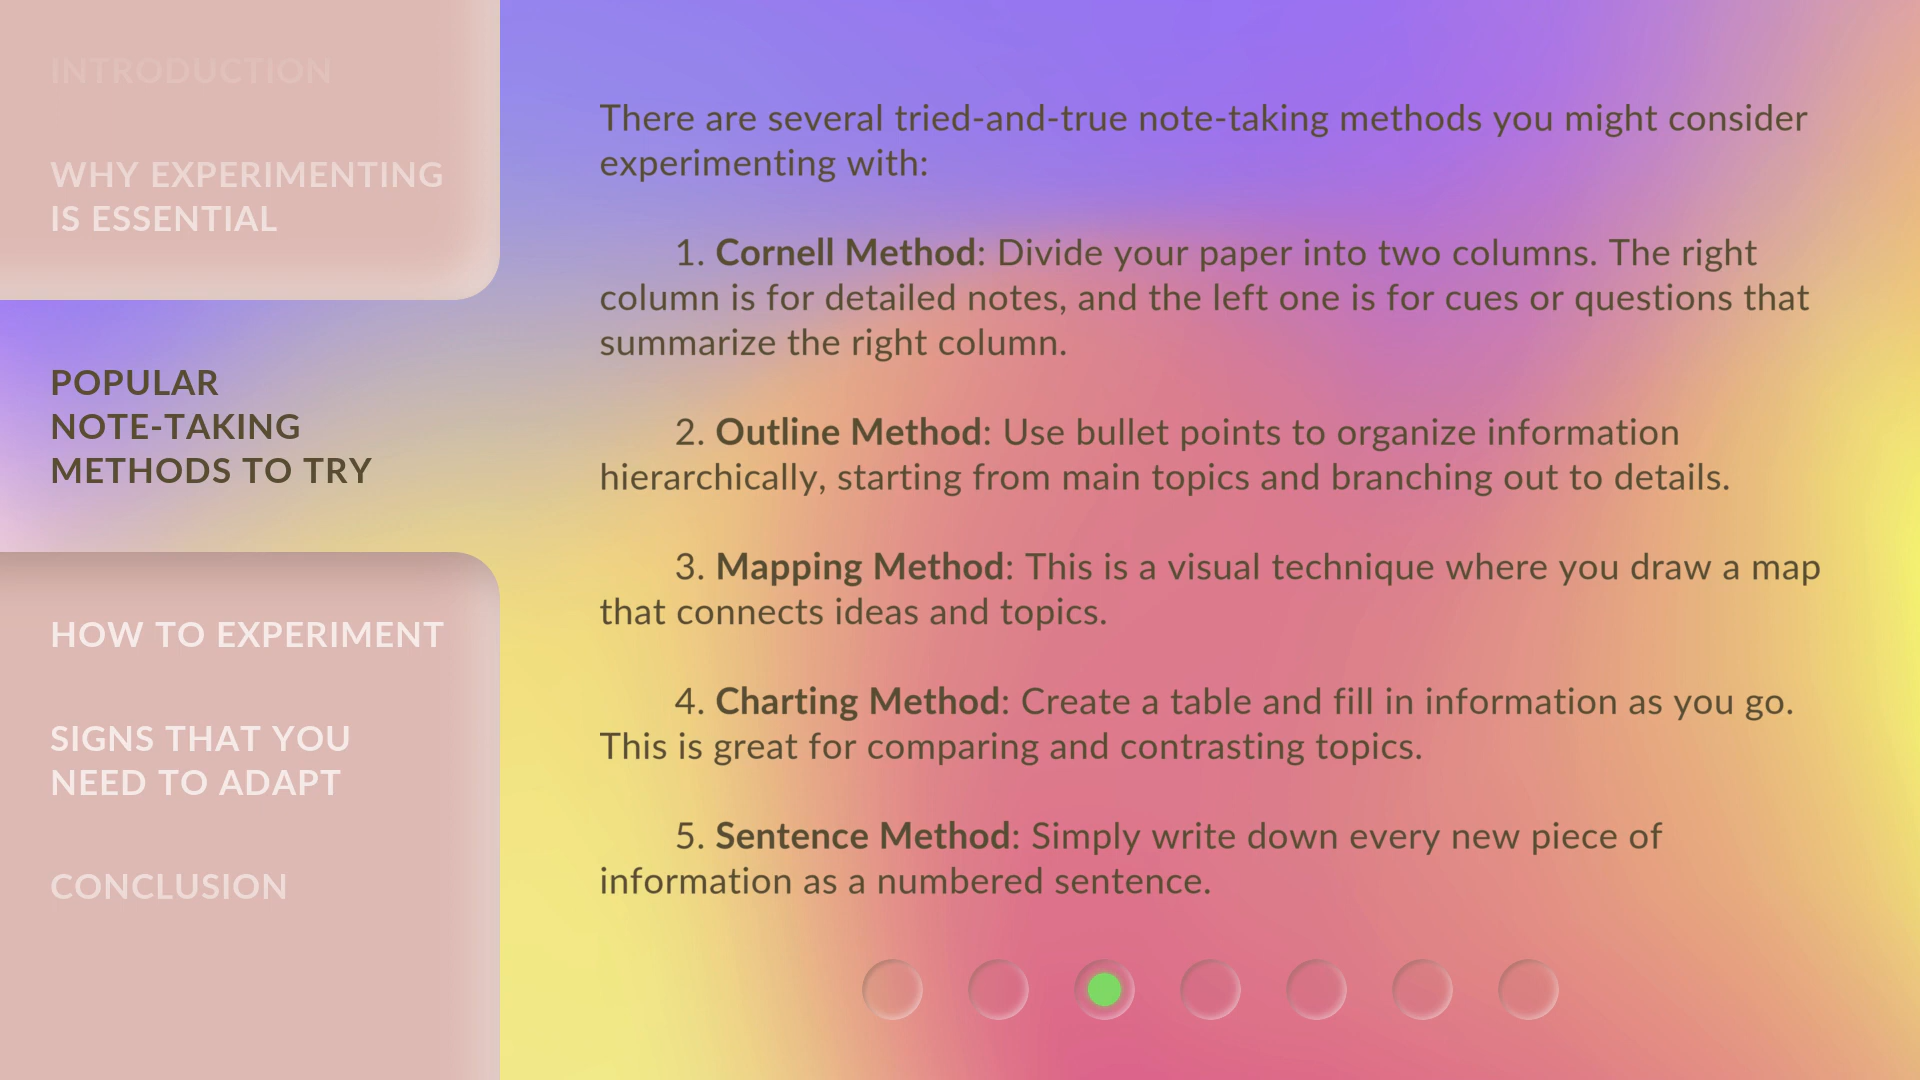 INTRODUCTION
WHY EXPERIMENTING
IS ESSENTIAL
POPULAR
NOTE-TAKING
METHODS TO TRY
HOW TO EXPERIMENT
SIGNS THAT YOU
NEED TO ADAPT
CONCLUSION
There are several tried-and-true note-taking methods you might consider
experimenting with:
1. Cornell Method: Divide your paper into two columns. The right
column is for detailed notes, and the left one is for cues or questions that
summarize the right column.
2. Outline Method: Use bullet points to organize information
hierarchically, starting from main topics and branching out to details.
3. Mapping Method: This is a visual technique where you draw a map
that connects ideas and topics.
4. Charting Method: Create a table and fill in information as you go.
This is great for comparing and contrasting topics.
5. Sentence Method: Simply write down every new piece of
information as a numbered sentence.